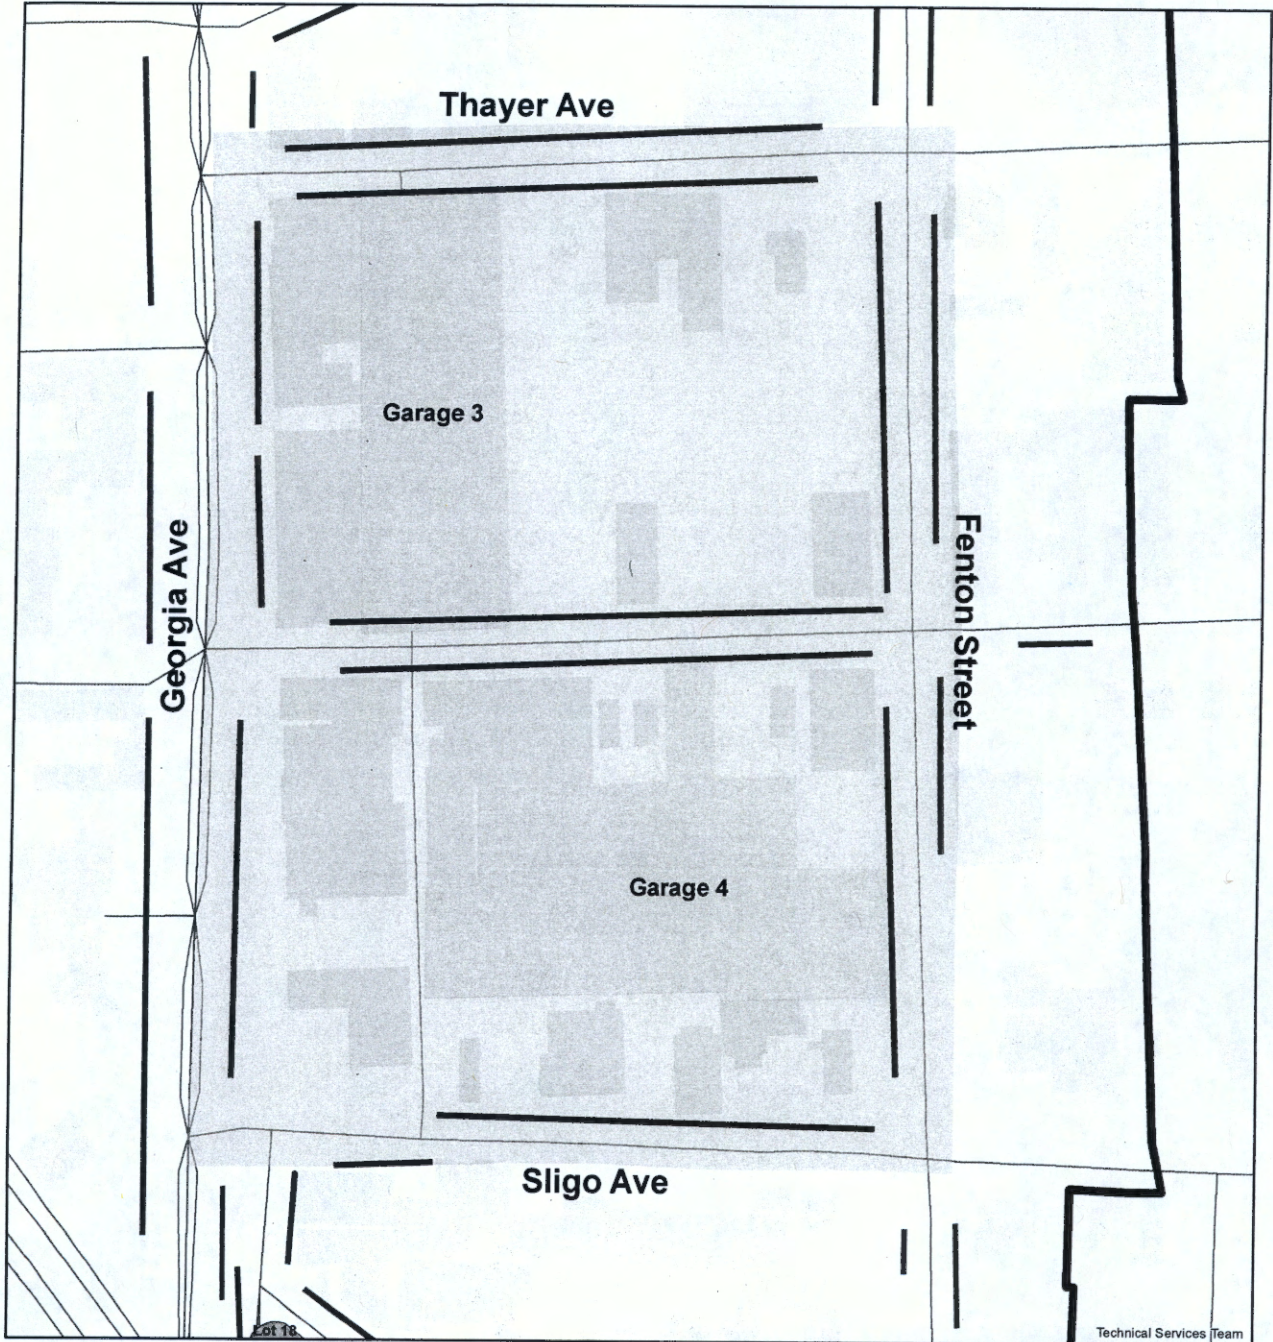 Thayer Ave
Garage 3
Georgia Ave
Fenton Street
Garage 4
Sligo Ave
Lot 18
Technical Services Team